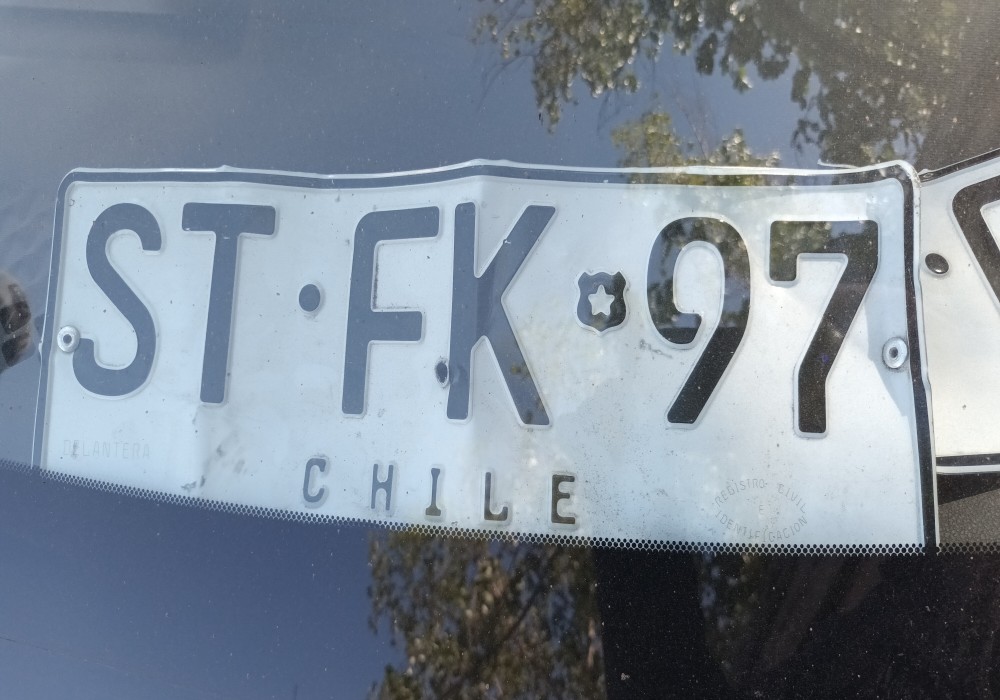 ST·FK·97
DELANTERA
CHILE
REGISTRO CIVIL
IDENTIFICACION